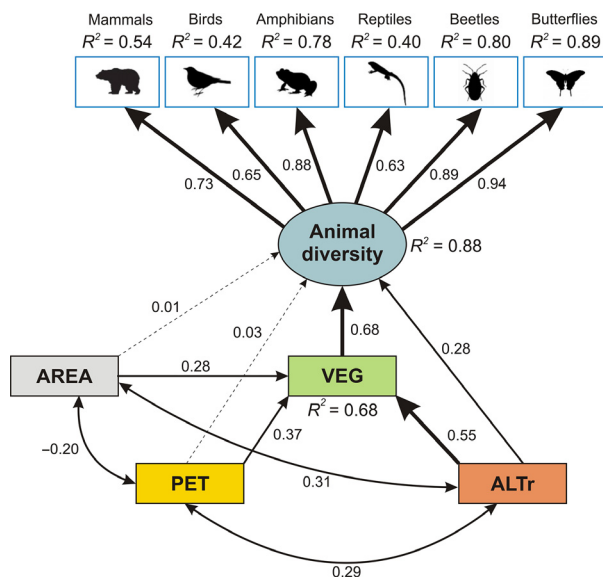 Mammals Birds Amphibians Reptiles Beetles Butterflies
R² = 0.54 R² = 0.42 R² = 0.78 R² = 0.40 R² = 0.80 R² = 0.89
0.73 0.65 0.88 0.63 0.89 0.94
Animal
diversity
R² = 0.88
0.01
0.03
0.68
0.28
AREA
0.28
VEG
R² = 0.68
–0.20
0.37
0.55
PET
0.31
ALTr
0.29